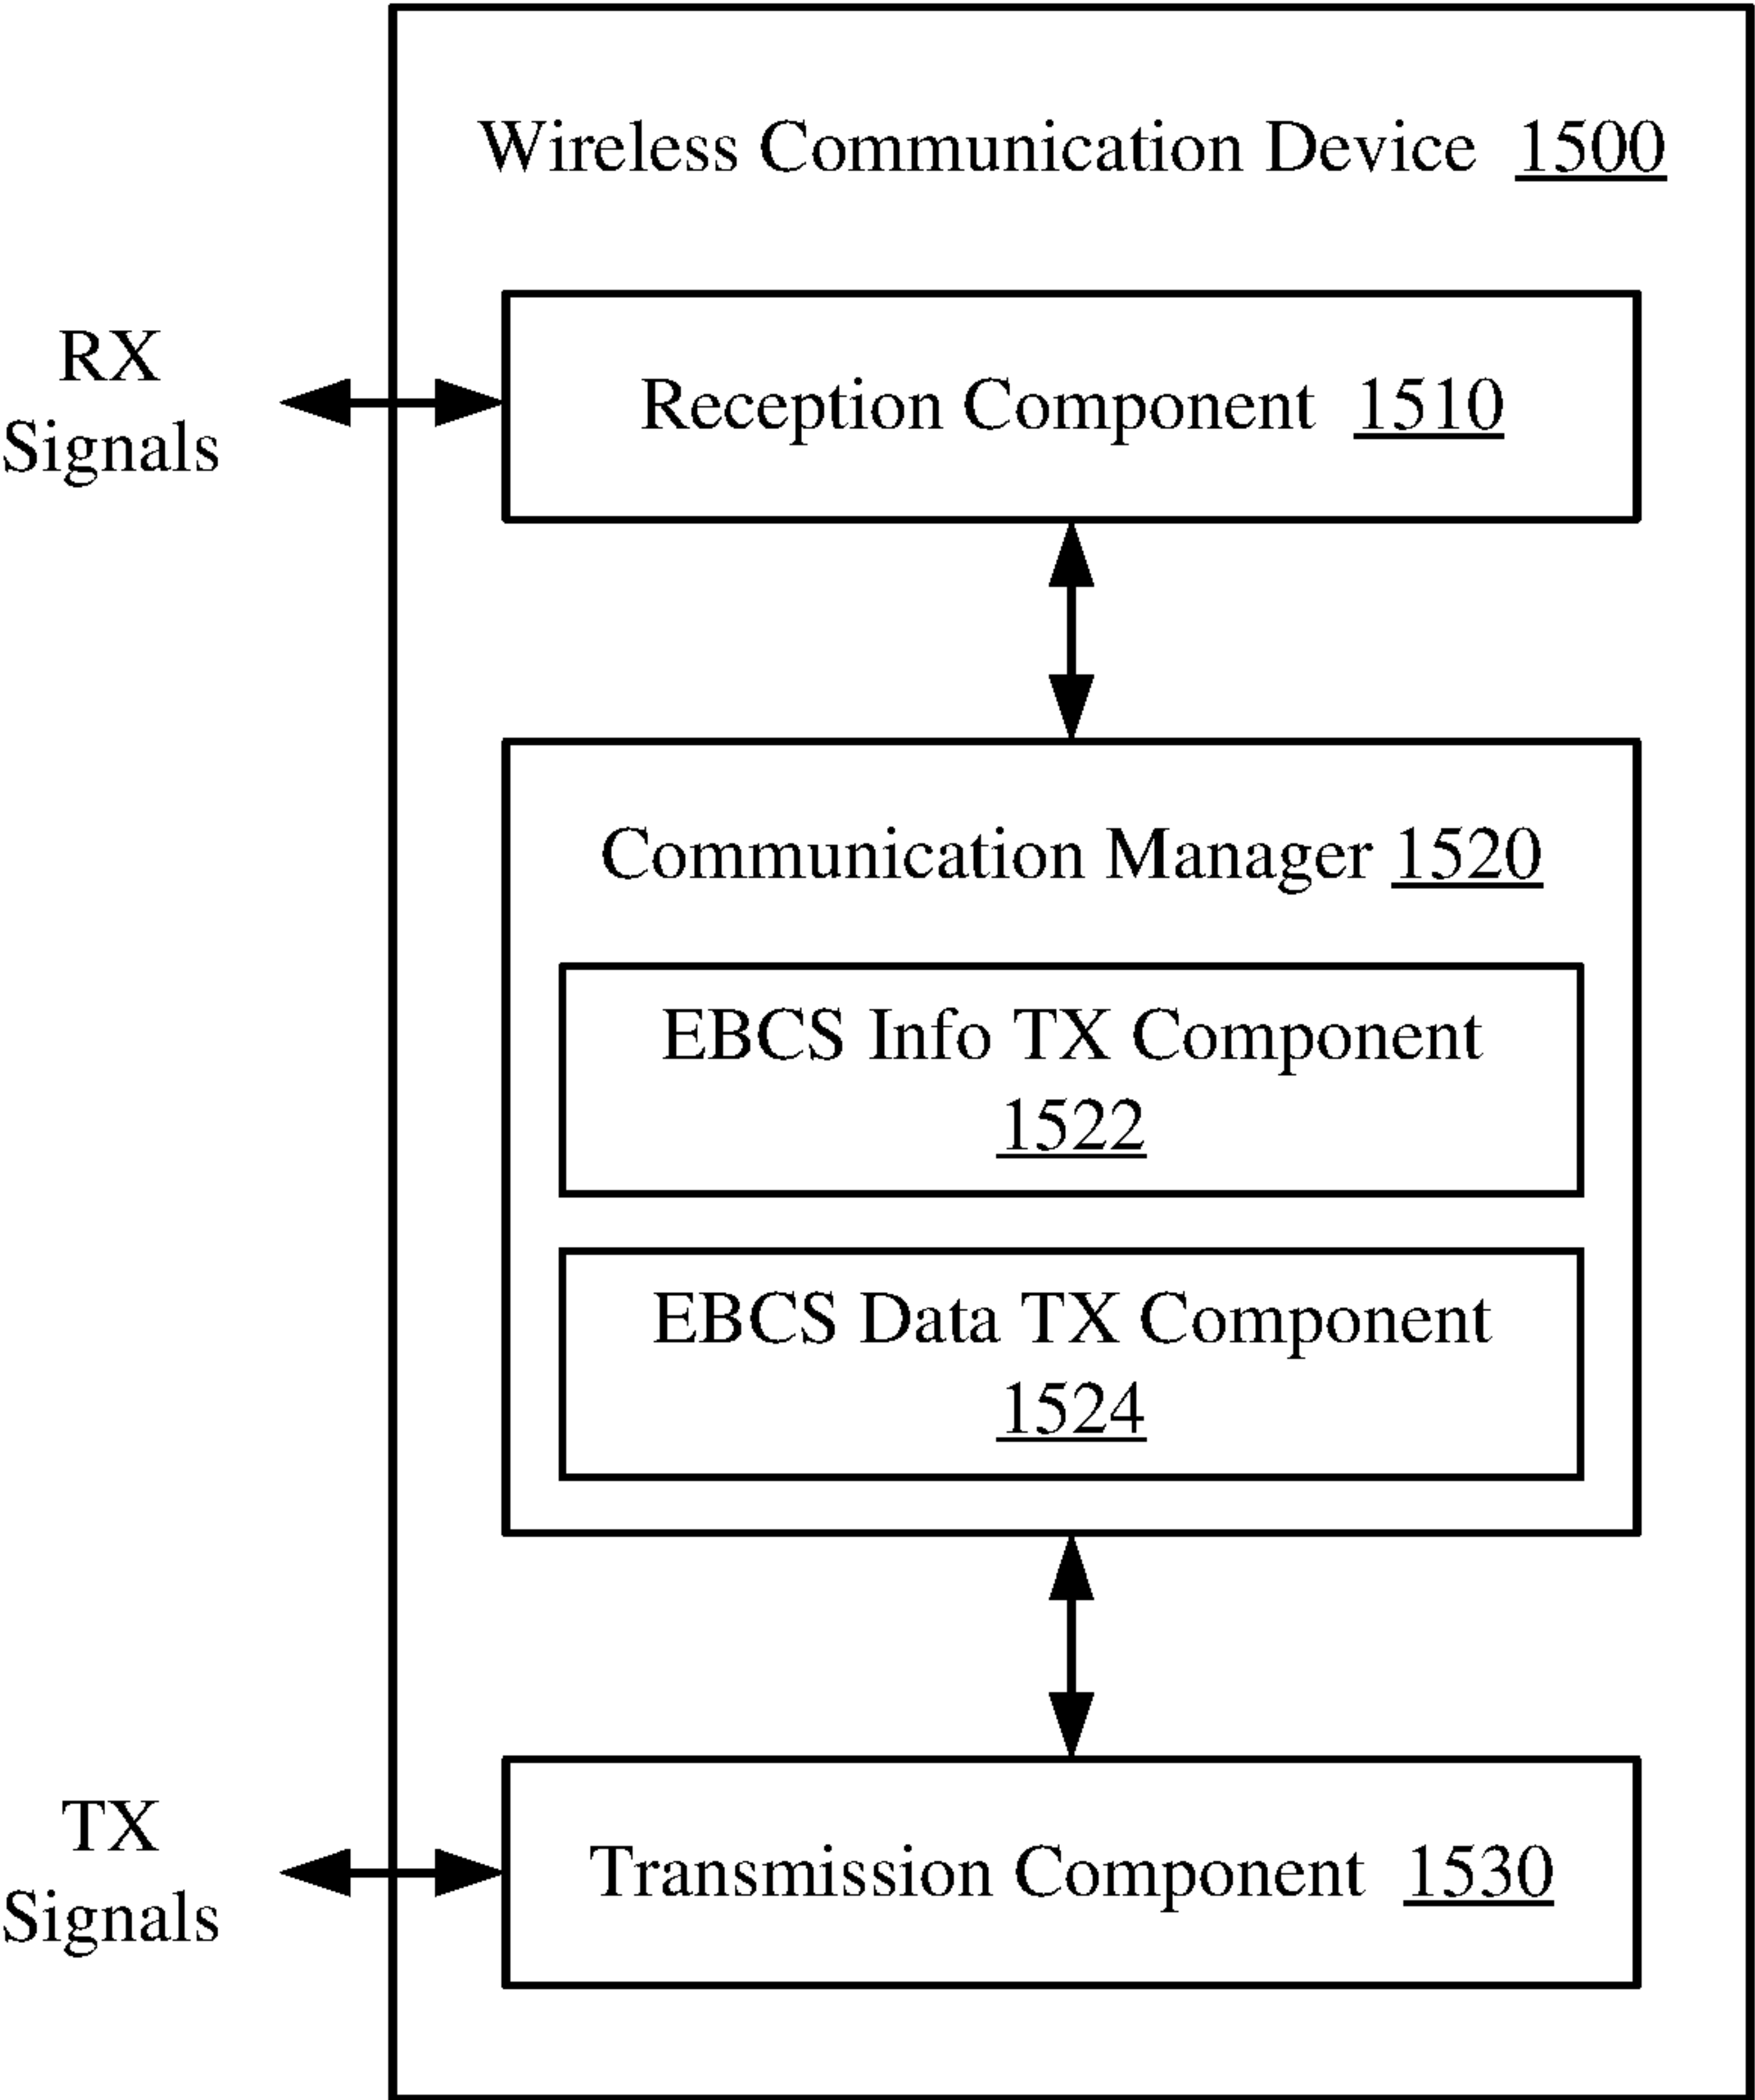 Wireless Communication Device 1500
RX
Signals
Reception Component 1510
Communication Manager 1520
EBCS Info TX Component
1522
EBCS Data TX Component
1524
TX
Signals
Transmission Component 1530